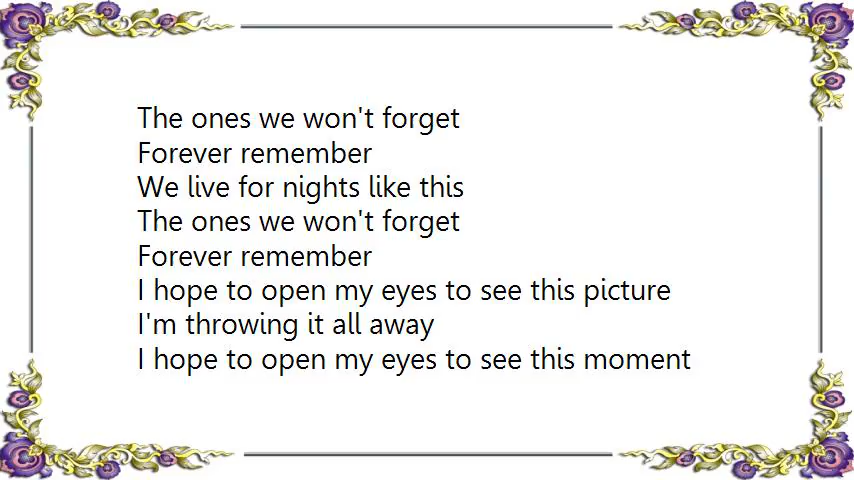 The ones we won't forget
Forever remember
We live for nights like this
The ones we won't forget
Forever remember
I hope to open my eyes to see this picture
I'm throwing it all away
I hope to open my eyes to see this moment